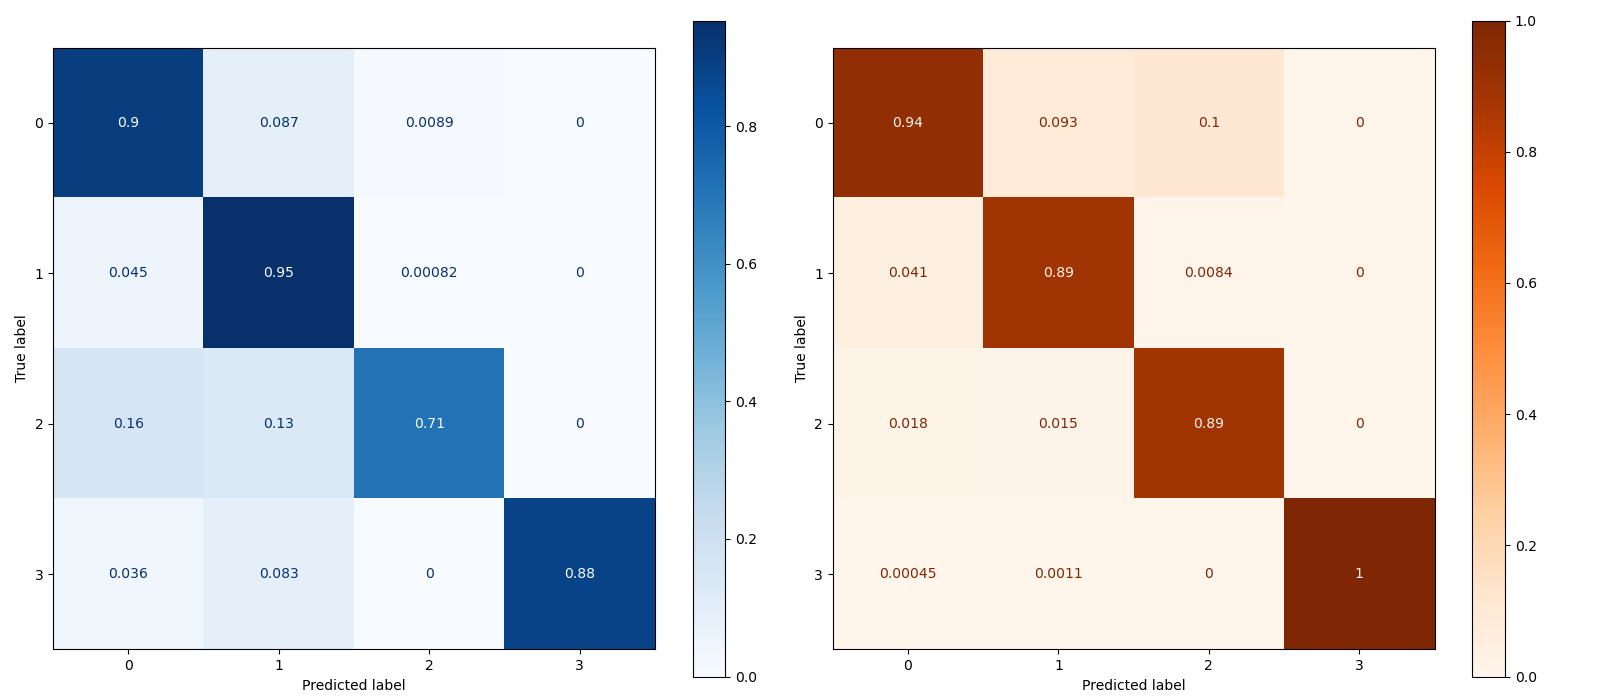 0 0.9 0.087 0.0089 0
1 0.045 0.95 0.00082 0
2 0.16 0.13 0.71 0
3 0.036 0.083 0 0.88
0 1 2 3
True label
Predicted label
0.8
0.6
0.4
0.2
0.0
0 0.94 0.093 0.1 0
1 0.041 0.89 0.0084 0
2 0.018 0.015 0.89 0
3 0.00045 0.0011 0 1
0 1 2 3
True label
Predicted label
1.0
0.8
0.6
0.4
0.2
0.0